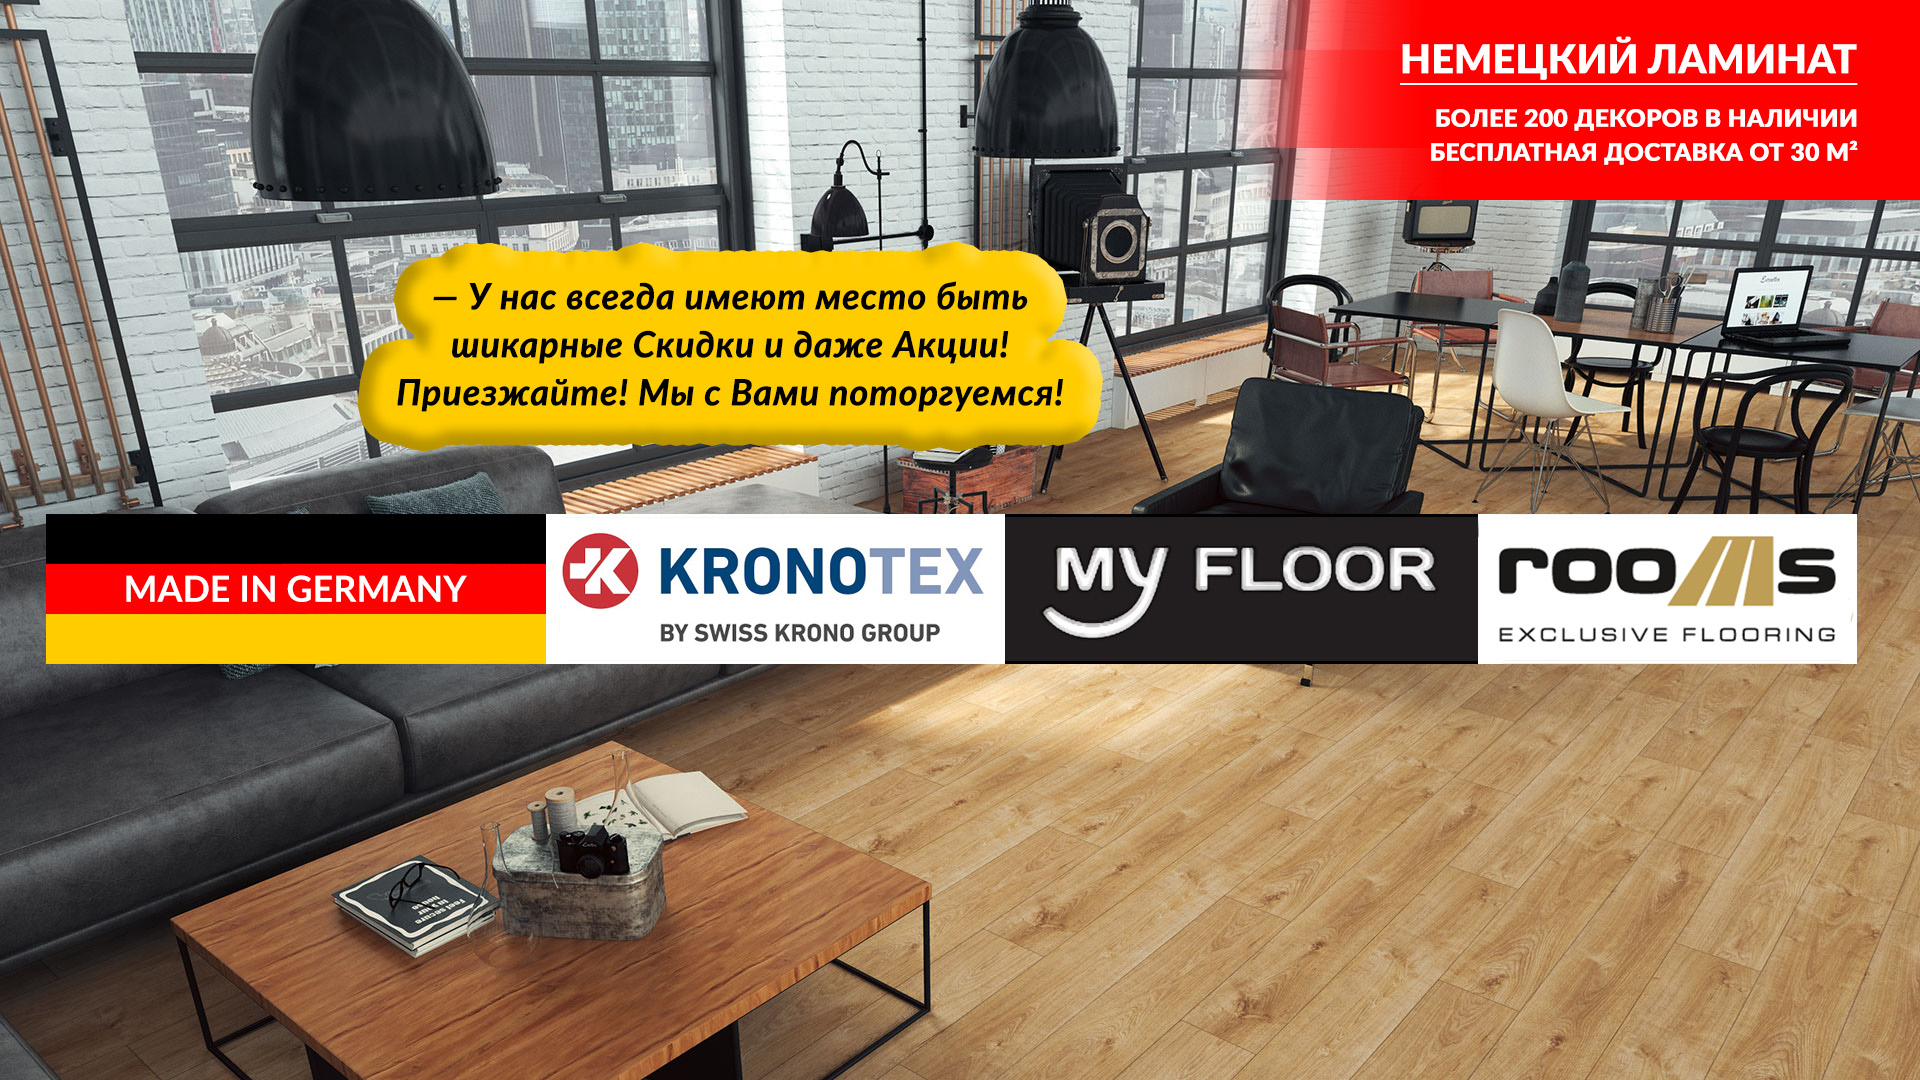 НЕМЕЦКИЙ ЛАМИНАТ
БОЛЕЕ 200 ДЕКОРОВ В НАЛИЧИИ
БЕСПЛАТНАЯ ДОСТАВКА ОТ 30 М²
– У нас всегда имеют место быть
шикарные Скидки и даже Акции!
Приезжайте! Мы с Вами поторгуемся!
MADE IN GERMANY
KRONOTEX
BY SWISS KRONO GROUP
MY FLOOR
rooms
EXCLUSIVE FLOORING